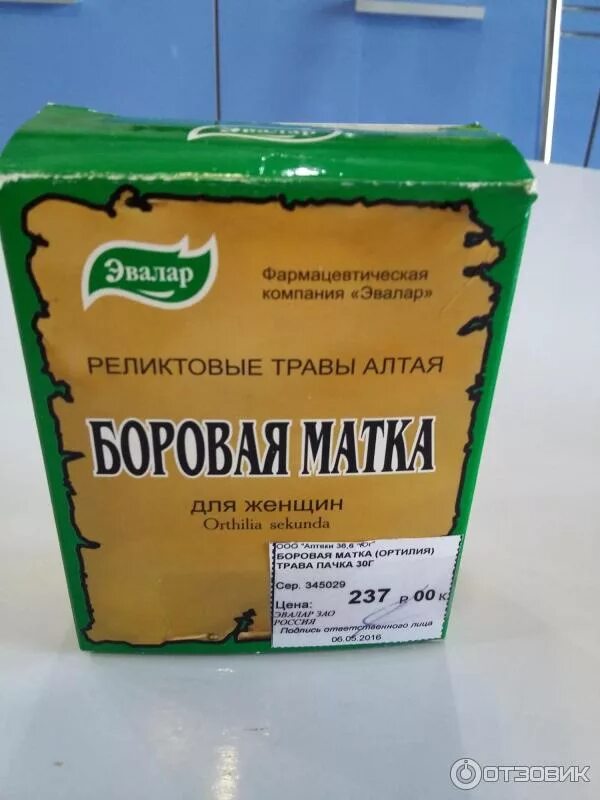 Эвалар
Эвалар
Фармацевтическая
компания «Эвалар»
РЕЛИКТОВЫЕ ТРАВЫ АЛТАЯ
БОРОВАЯ МАТКА
для женщин
Orthilia sekunda
ООО "Аптеки 36,6 "Юг"
БОРОВАЯ МАТКА (ОРТИЛИЯ)
ТРАВА ПАЧКА 30Г
Сер. 345029
Цена: 237 Р 00 К
ЭВАЛАР ЗАО
РОССИЯ
Подпись ответственного лица
06.05.2016
ОТЗОВИК